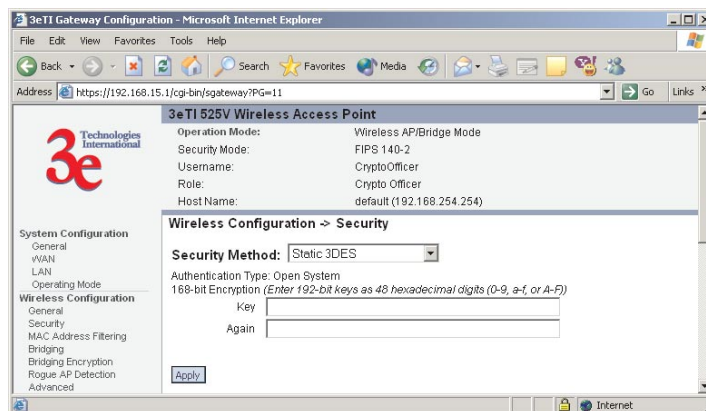 3eTI Gateway Configuration - Microsoft Internet Explorer
File Edit View Favorites Tools Help
Back Search Favorites Media
Address https://192.168.15.1/cgi-bin/sgateway?PG=11 Go Links »
3e Technologies International
3eTI 525V Wireless Access Point
Operation Mode: Wireless AP/Bridge Mode
Security Mode: FIPS 140-2
Username: CryptoOfficer
Role: Crypto Officer
Host Name: default (192.168.254.254)
System Configuration
General
WAN
LAN
Operating Mode
Wireless Configuration
General
Security
MAC Address Filtering
Bridging
Bridging Encryption
Rogue AP Detection
Advanced
Wireless Configuration -> Security
Security Method: Static 3DES
Authentication Type: Open System
168-bit Encryption (Enter 192-bit keys as 48 hexadecimal digits (0-9, a-f, or A-F))
Key
Again
Apply
Internet